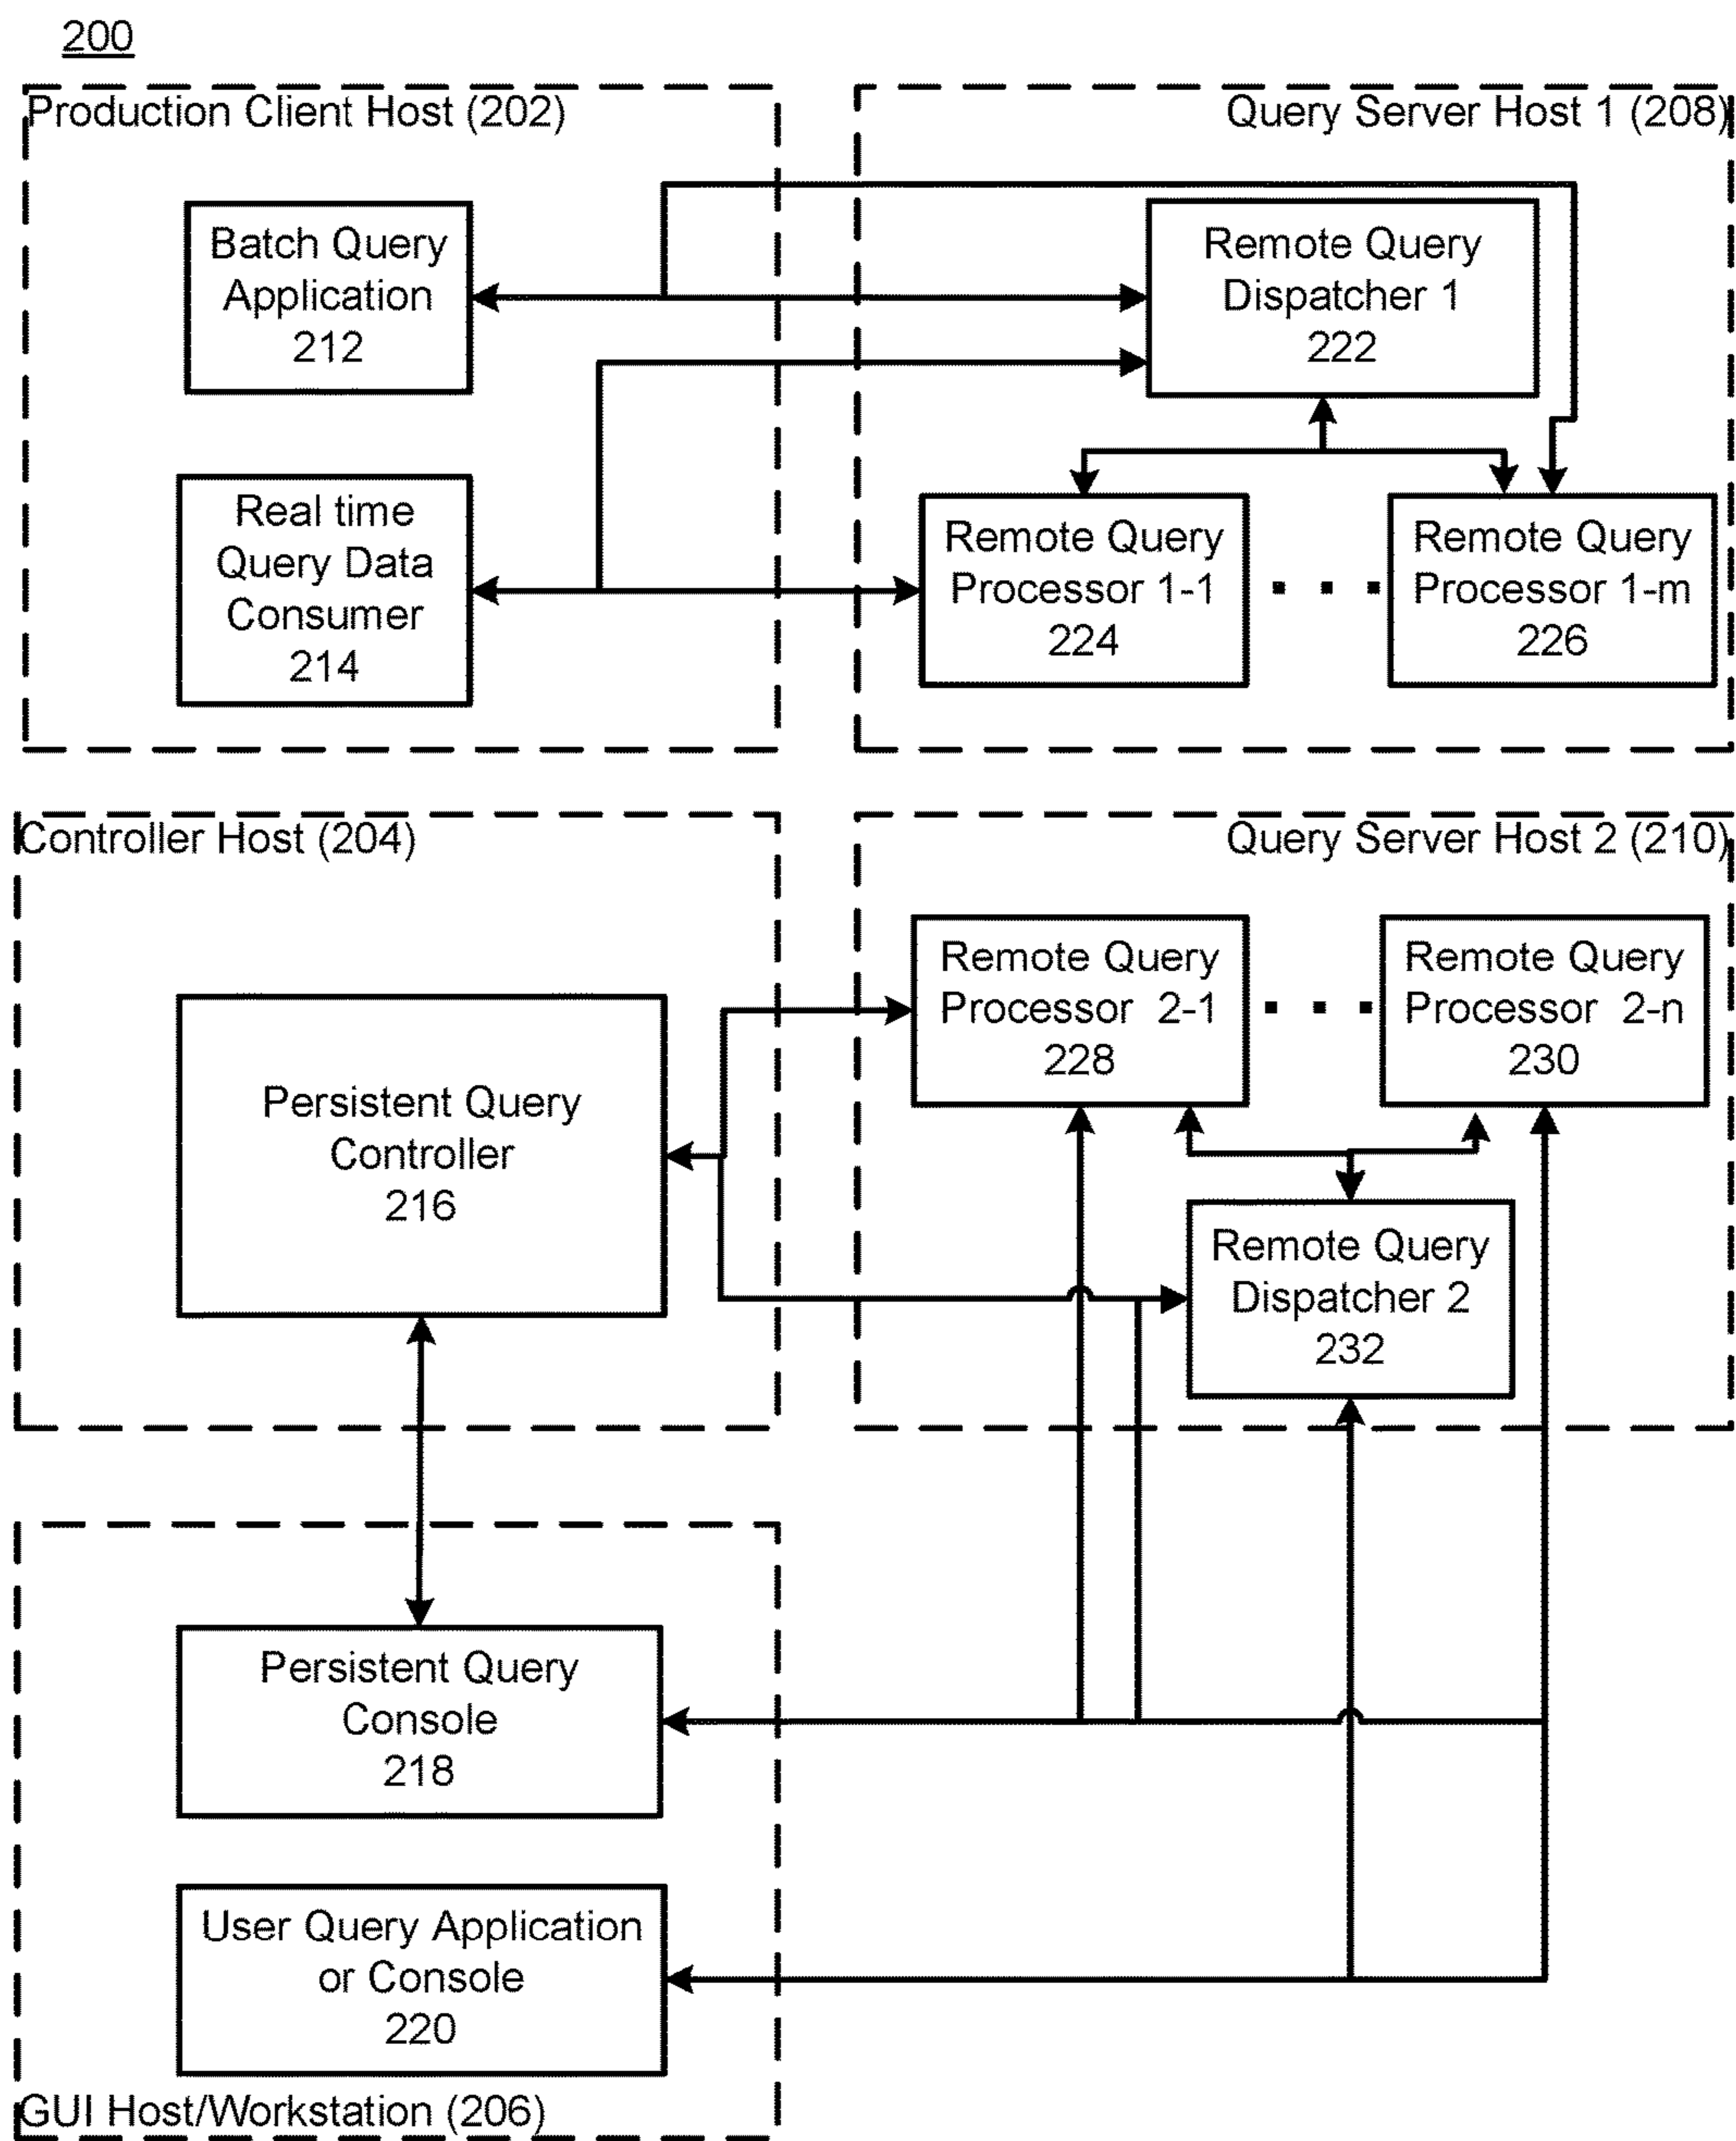 200
Production Client Host (202)
Batch Query
Application
212
Real time
Query Data
Consumer
214
Query Server Host 1 (208)
Remote Query
Dispatcher 1
222
Remote Query
Processor 1-1
224
Remote Query
Processor 1-m
226
Controller Host (204)
Persistent Query
Controller
216
Query Server Host 2 (210)
Remote Query
Processor 2-1
228
Remote Query
Processor 2-n
230
Remote Query
Dispatcher 2
232
Persistent Query
Console
218
User Query Application
or Console
220
GUI Host/Workstation (206)